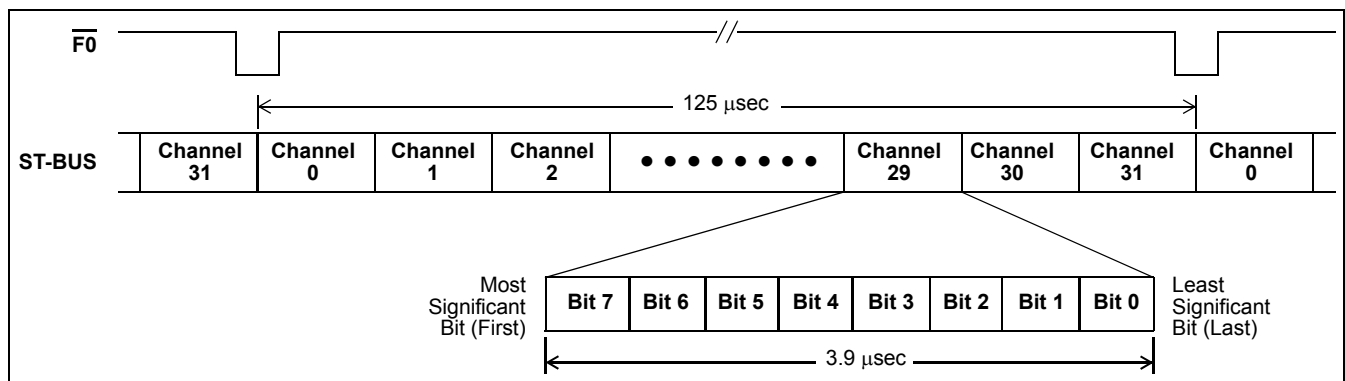 F0
//
125 µsec
ST-BUS
Channel 31
Channel 0
Channel 1
Channel 2
• • • • • • • •
Channel 29
Channel 30
Channel 31
Channel 0
Most
Significant
Bit (First)
Bit 7
Bit 6
Bit 5
Bit 4
Bit 3
Bit 2
Bit 1
Bit 0
Least
Significant
Bit (Last)
3.9 µsec